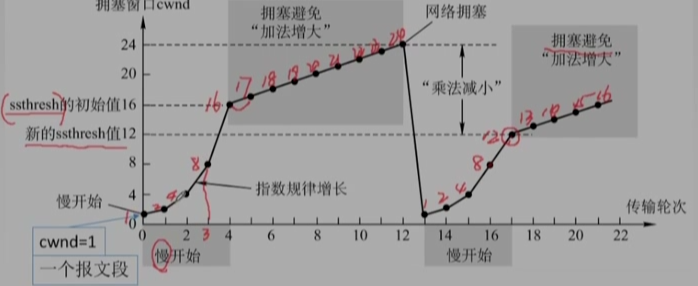 拥塞窗口cwnd
拥塞避免
“加法增大”
网络拥塞
拥塞避免
“加法增大”
“乘法减小”
24
20
ssthresh的初始值16
新的ssthresh值12
8
4
0
慢开始
指数规律增长
传输轮次
1 2 4 8 16 17 18 19 20 21 22 23 24
1 2 4 8 12 13 14 15 16
3
0 2 4 6 8 10 12 14 16 18 20 22
cwnd=1
一个报文段
慢开始
慢开始